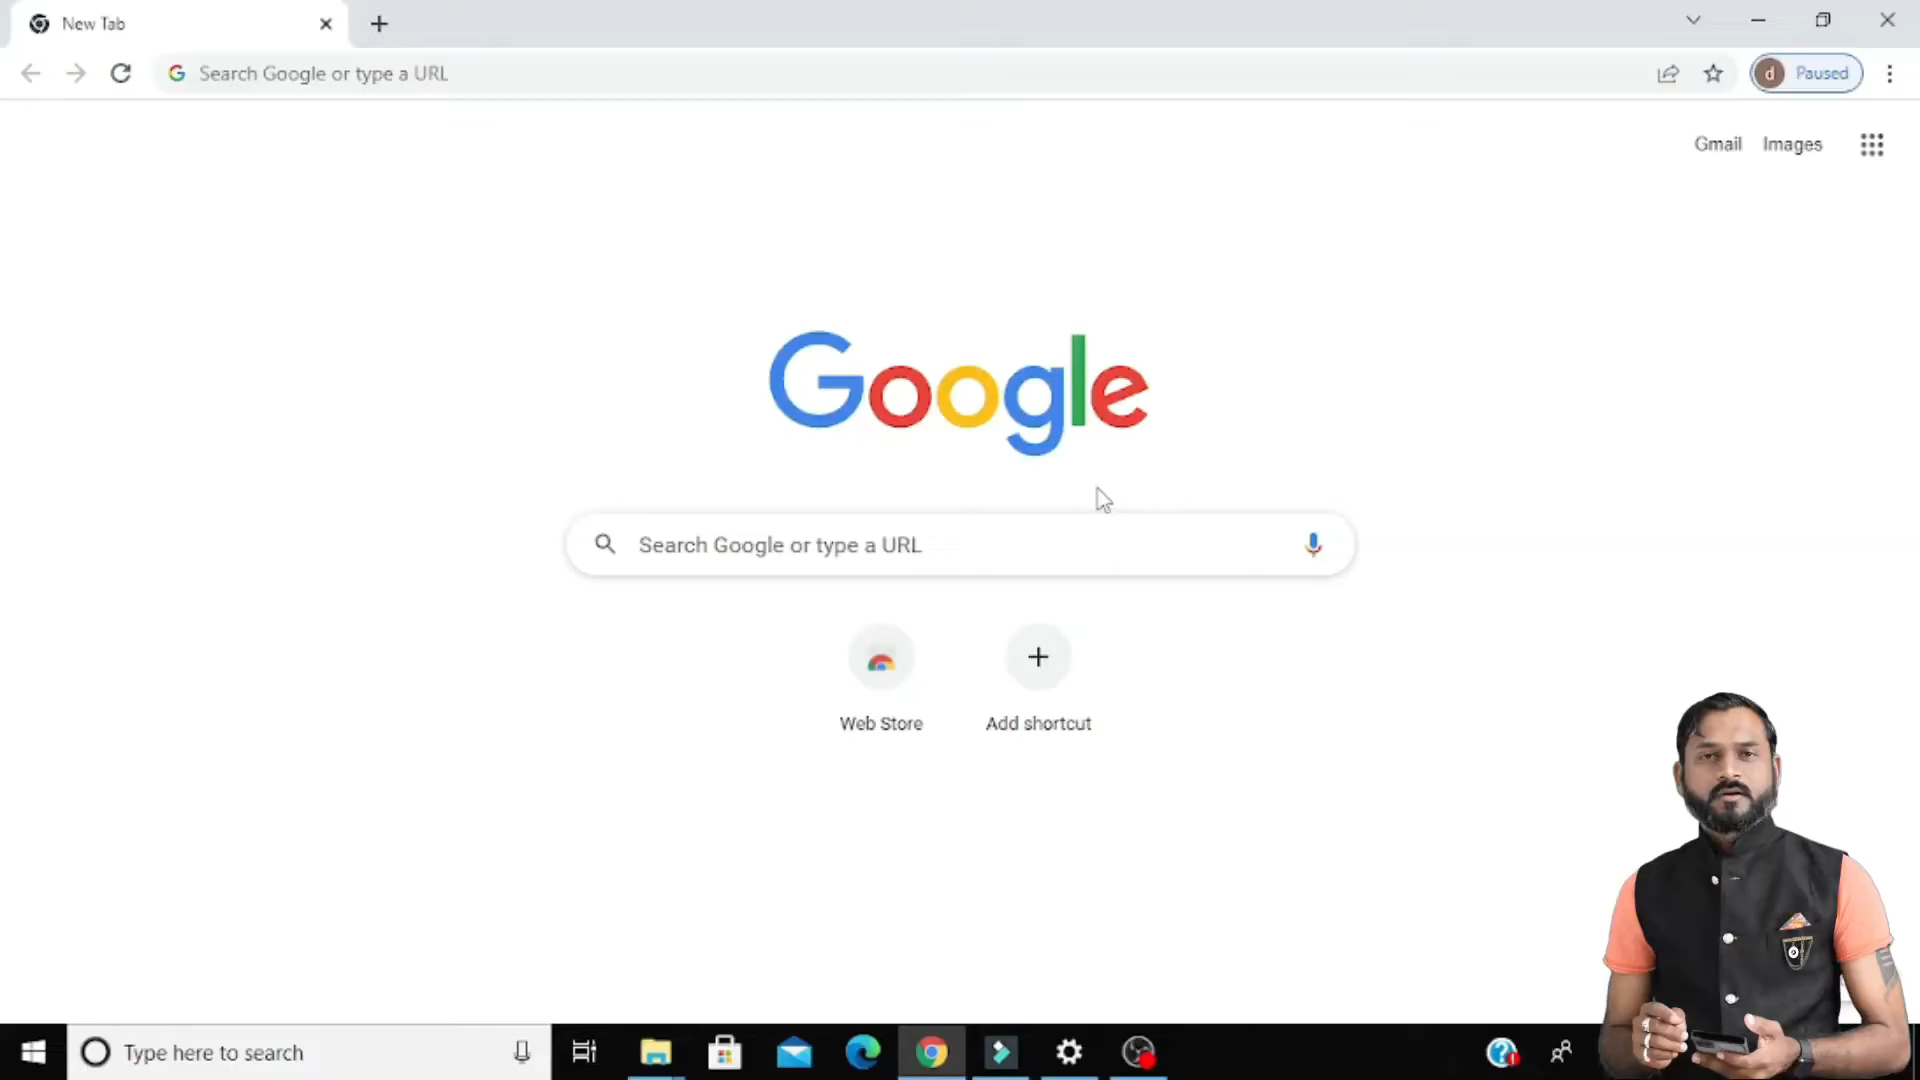 New Tab
Search Google or type a URL
d Paused
Gmail Images
Google
Search Google or type a URL
Web Store
Add shortcut
Type here to search